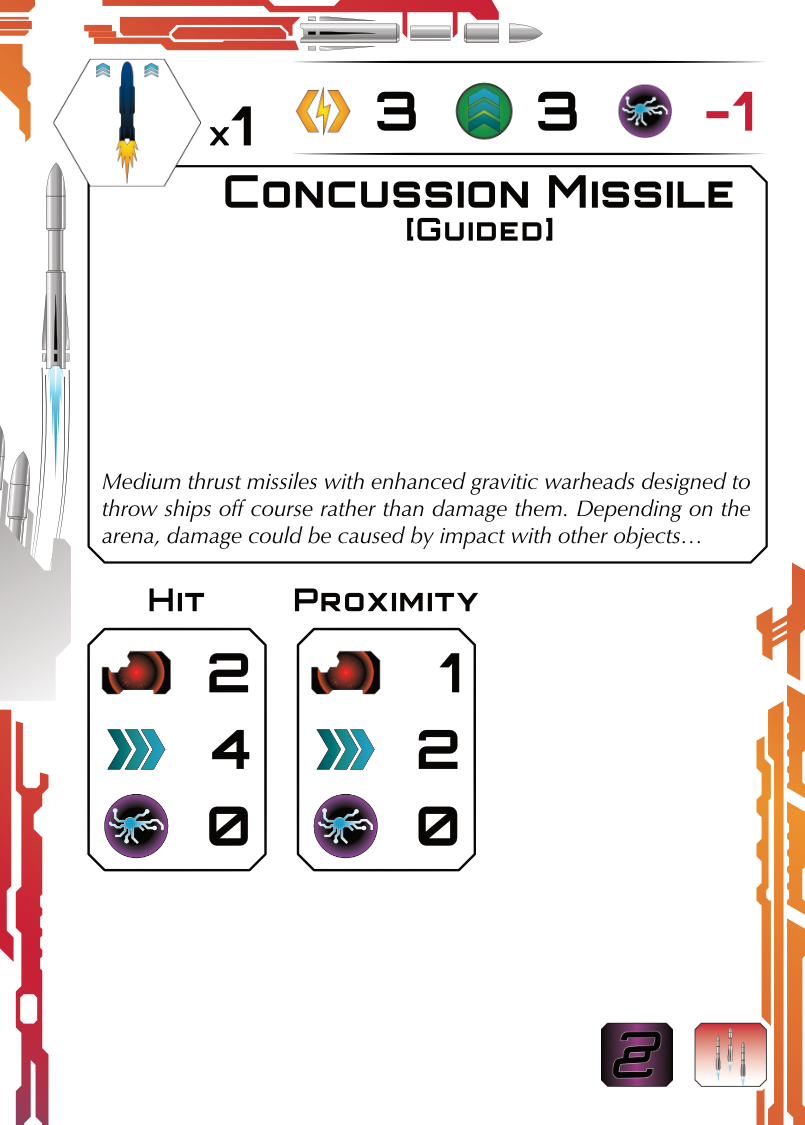 x1 3 3 -1
Concussion Missile
[Guided]
Medium thrust missiles with enhanced gravitic warheads designed to
throw ships off course rather than damage them. Depending on the
arena, damage could be caused by impact with other objects…
Hit Proximity
2 1
4 2
0 0
2